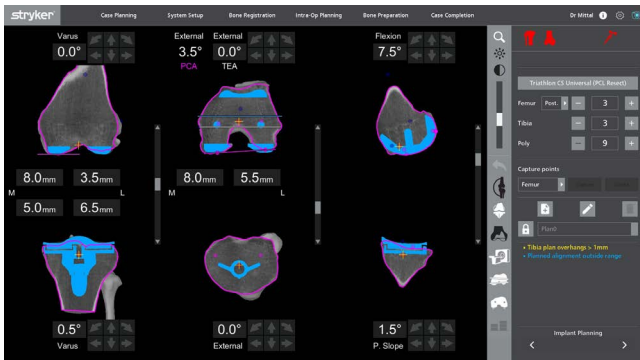 stryker
Case Planning
System Setup
Bone Registration
Intra-Op Planning
Bone Preparation
Case Completion
Dr Mittal
Varus
0.0°
External
3.5°
PCA
External
0.0°
TEA
Flexion
7.5°
8.0mm
3.5mm
M
L
5.0mm
6.5mm
8.0mm
5.5mm
M
L
0.5°
Varus
0.0°
External
1.5°
P. Slope
Triathlon CS Universal (PCL Resect)
Femur Post. 3
Tibia 3
Poly 9
Capture points
Femur
Plan0
• Tibia plan overhangs > 1mm
• Planned alignment outside range
Implant Planning